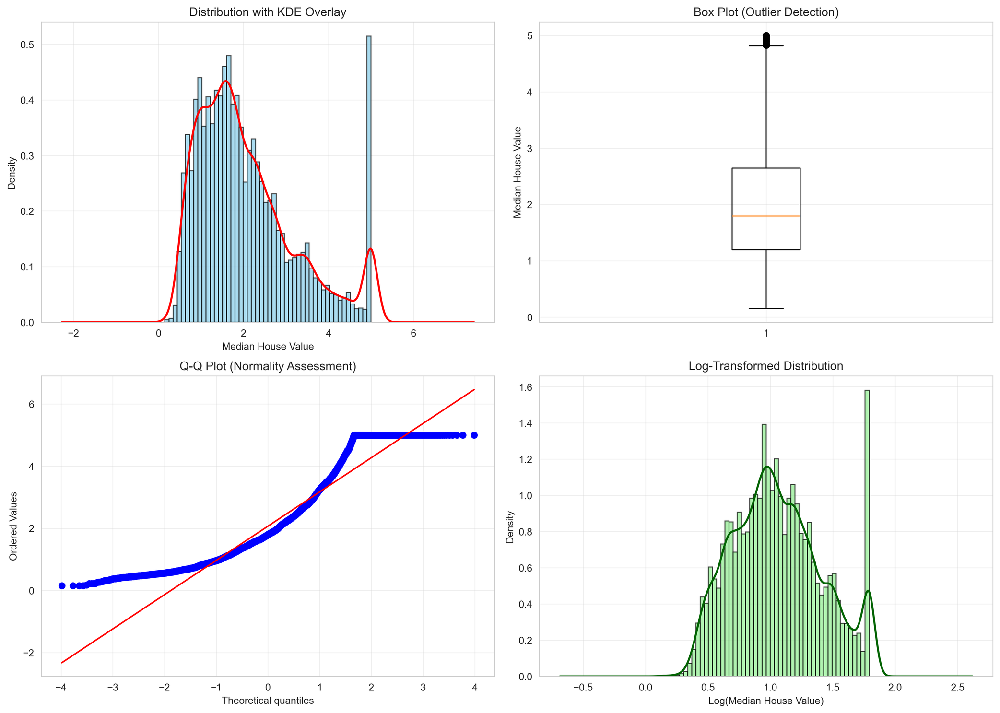 Distribution with KDE Overlay
Density
0.5
0.4
0.3
0.2
0.1
0.0
−2 0 2 4 6
Median House Value
Box Plot (Outlier Detection)
Median House Value
5
4
3
2
1
0
1
Q-Q Plot (Normality Assessment)
Ordered Values
6
4
2
0
−2
−4 −3 −2 −1 0 1 2 3 4
Theoretical quantiles
Log-Transformed Distribution
Density
1.6
1.4
1.2
1.0
0.8
0.6
0.4
0.2
0.0
−0.5 0.0 0.5 1.0 1.5 2.0 2.5
Log(Median House Value)